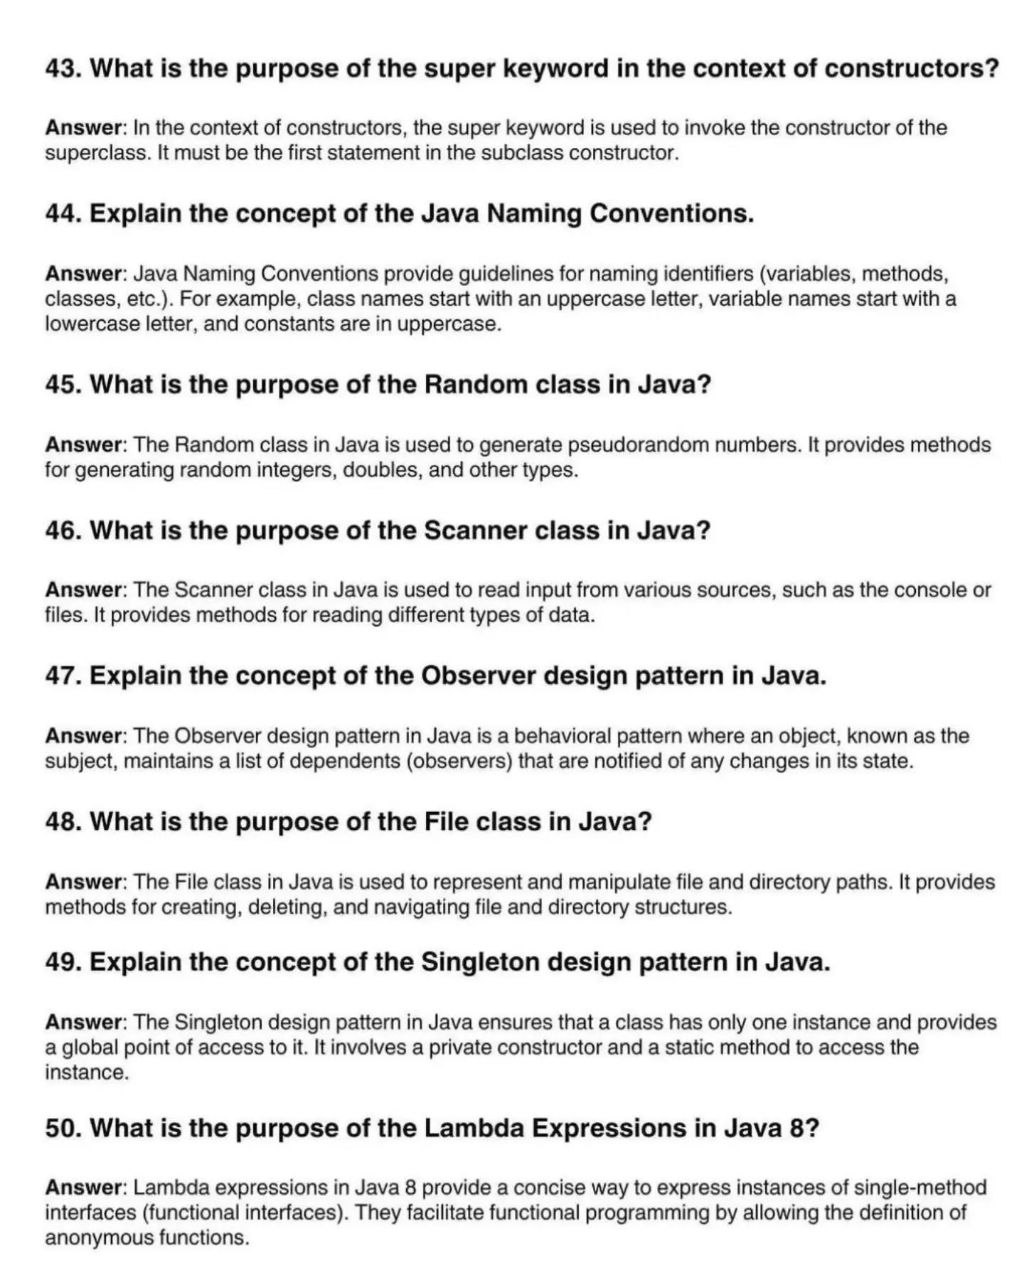 43. What is the purpose of the super keyword in the context of constructors?
Answer: In the context of constructors, the super keyword is used to invoke the constructor of the
superclass. It must be the first statement in the subclass constructor.
44. Explain the concept of the Java Naming Conventions.
Answer: Java Naming Conventions provide guidelines for naming identifiers (variables, methods,
classes, etc.). For example, class names start with an uppercase letter, variable names start with a
lowercase letter, and constants are in uppercase.
45. What is the purpose of the Random class in Java?
Answer: The Random class in Java is used to generate pseudorandom numbers. It provides methods
for generating random integers, doubles, and other types.
46. What is the purpose of the Scanner class in Java?
Answer: The Scanner class in Java is used to read input from various sources, such as the console or
files. It provides methods for reading different types of data.
47. Explain the concept of the Observer design pattern in Java.
Answer: The Observer design pattern in Java is a behavioral pattern where an object, known as the
subject, maintains a list of dependents (observers) that are notified of any changes in its state.
48. What is the purpose of the File class in Java?
Answer: The File class in Java is used to represent and manipulate file and directory paths. It provides
methods for creating, deleting, and navigating file and directory structures.
49. Explain the concept of the Singleton design pattern in Java.
Answer: The Singleton design pattern in Java ensures that a class has only one instance and provides
a global point of access to it. It involves a private constructor and a static method to access the
instance.
50. What is the purpose of the Lambda Expressions in Java 8?
Answer: Lambda expressions in Java 8 provide a concise way to express instances of single-method
interfaces (functional interfaces). They facilitate functional programming by allowing the definition of
anonymous functions.